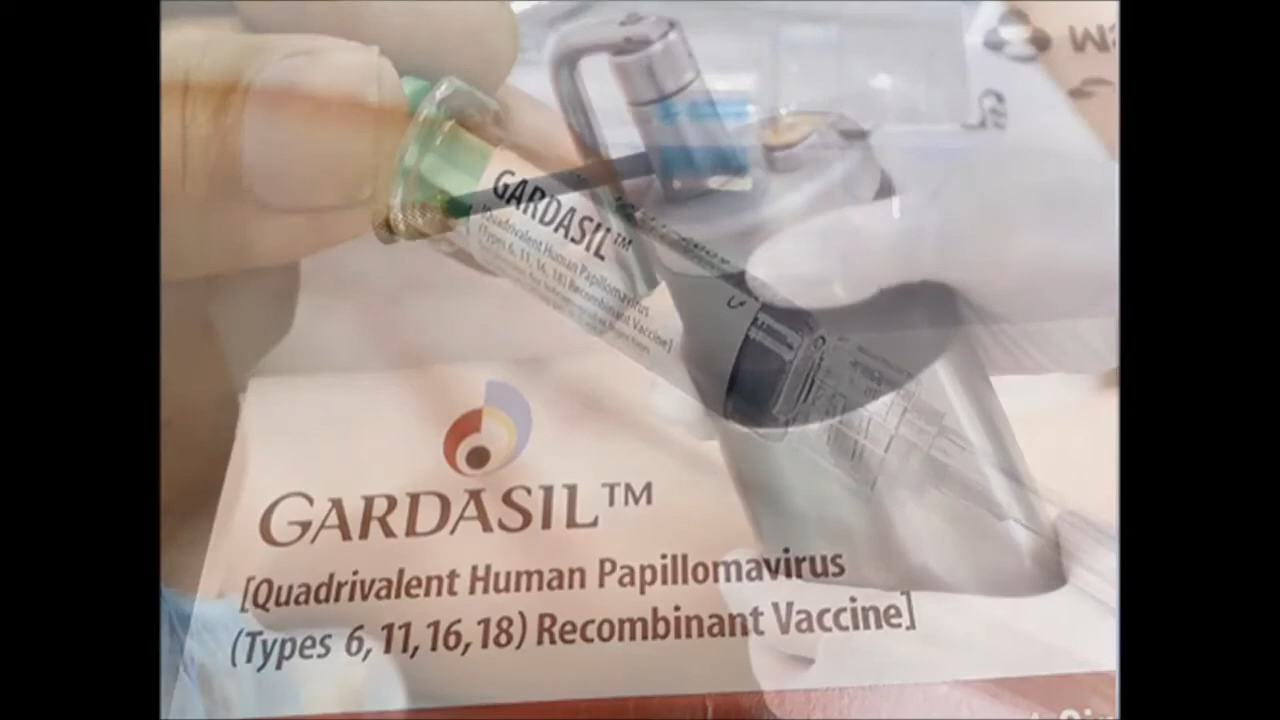 GARDASIL™
[Quadrivalent Human Papillomavirus
(Types 6, 11, 16, 18) Recombinant Vaccine]
GARDASIL™
[Quadrivalent Human Papillomavirus
(Types 6, 11, 16, 18) Recombinant Vaccine]